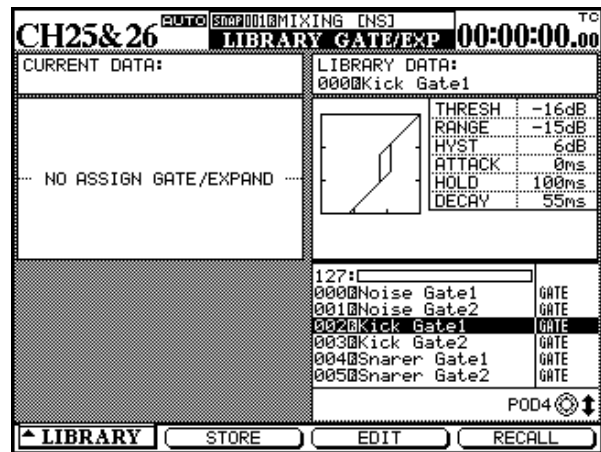 CH25&26 AUTO SNAP001 MIXING [NS] TC
LIBRARY GATE/EXP 00:00:00.00
CURRENT DATA:
LIBRARY DATA:
000 Kick Gate1
NO ASSIGN GATE/EXPAND
THRESH -16dB
RANGE -15dB
HYST 6dB
ATTACK 0ms
HOLD 100ms
DECAY 55ms
127:
000 Noise Gate1 GATE
001 Noise Gate2 GATE
002 Kick Gate1 GATE
003 Kick Gate2 GATE
004 Snarer Gate1 GATE
005 Snarer Gate2 GATE
POD4
LIBRARY STORE EDIT RECALL